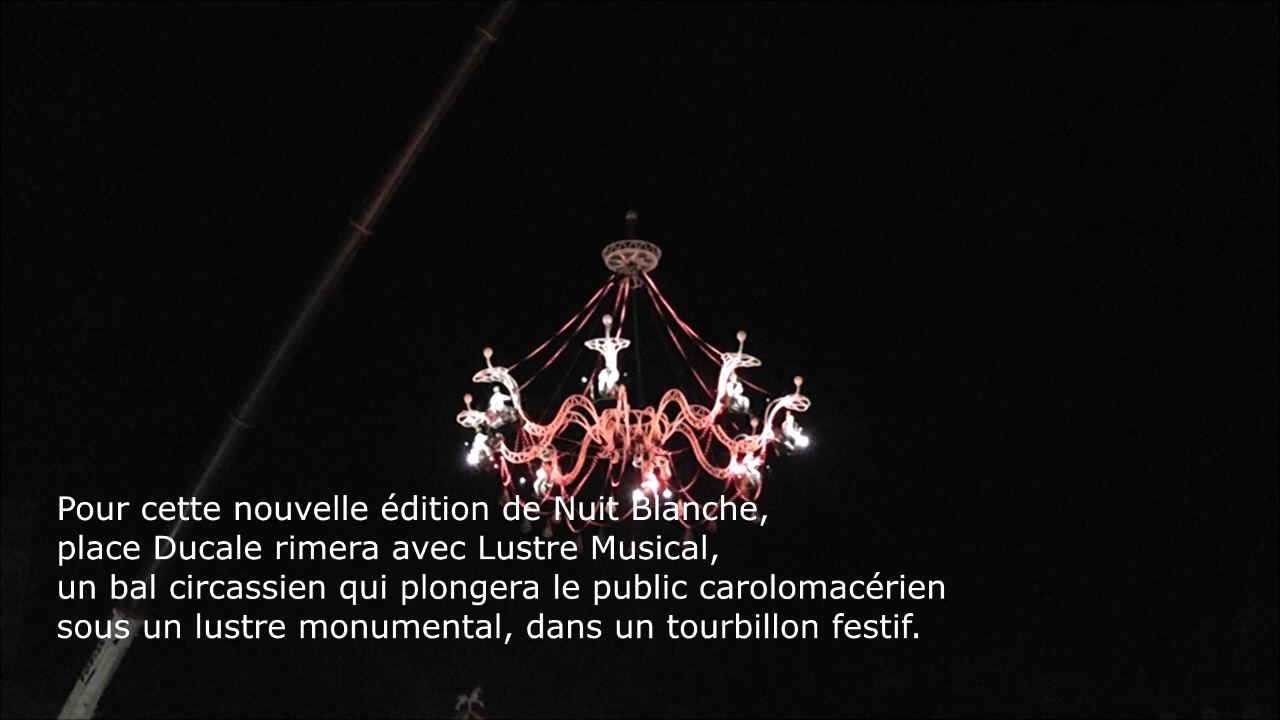 Pour cette nouvelle édition de Nuit Blanche,
place Ducale rimera avec Lustre Musical,
un bal circassien qui plongera le public carolomacérien
sous un lustre monumental, dans un tourbillon festif.